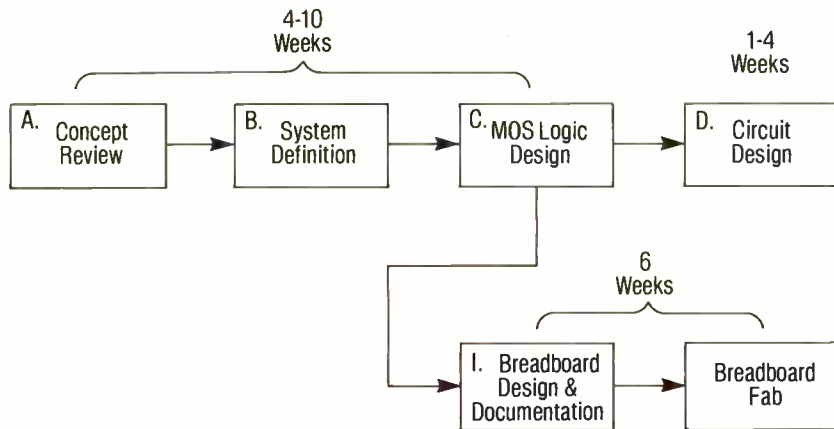 4-10
Weeks
1-4
Weeks
A. Concept
Review
B. System
Definition
C. MOS Logic
Design
D. Circuit
Design
6
Weeks
I. Breadboard
Design &
Documentation
Breadboard
Fab